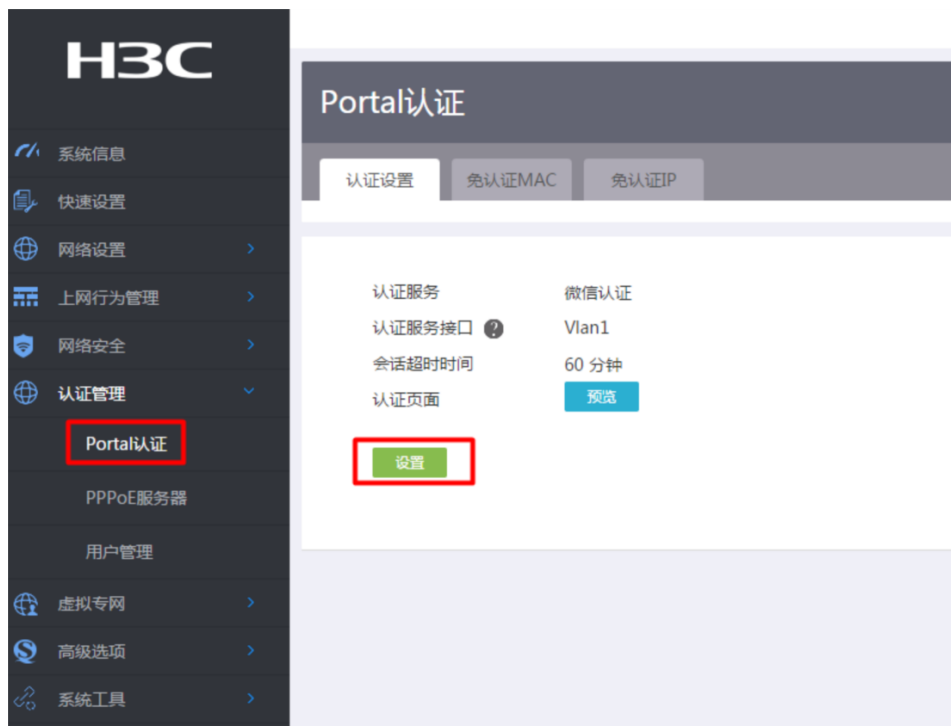 H3C
系统信息
快速设置
网络设置
上网行为管理
网络安全
认证管理
Portal认证
PPPoE服务器
用户管理
虚拟专网
高级选项
系统工具
Portal认证
认证设置 免认证MAC 免认证IP
认证服务 微信认证
认证服务接口 ? Vlan1
会话超时时间 60 分钟
认证页面 预览
设置